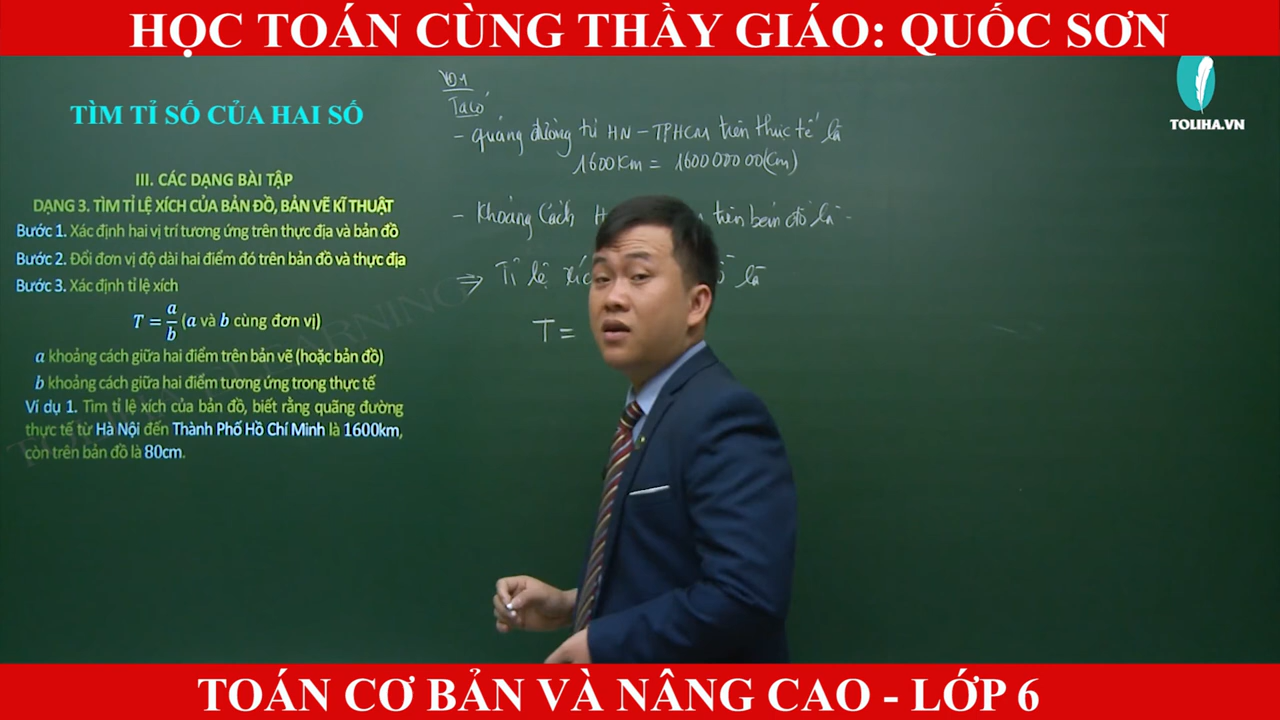 HỌC TOÁN CÙNG THẦY GIÁO: QUỐC SƠN
TOLIHA.VN
TÌM TỈ SỐ CỦA HAI SỐ
III. CÁC DẠNG BÀI TẬP
DẠNG 3. TÌM TỈ LỆ XÍCH CỦA BẢN ĐỒ, BẢN VẼ KĨ THUẬT
Bước 1. Xác định hai vị trí tương ứng trên thực địa và bản đồ
Bước 2. Đổi đơn vị độ dài hai điểm đó trên bản đồ và thực địa
Bước 3. Xác định tỉ lệ xích
T = a/b (a và b cùng đơn vị)
a khoảng cách giữa hai điểm trên bản vẽ (hoặc bản đồ)
b khoảng cách giữa hai điểm tương ứng trong thực tế
Ví dụ 1. Tìm tỉ lệ xích của bản đồ, biết rằng quãng đường
thực tế từ Hà Nội đến Thành Phố Hồ Chí Minh là 1600km,
còn trên bản đồ là 80cm.
VD1
Ta có
- quãng đường từ HN - TPHCM trên thực tế là
1600Km = 160000000(Cm)
- Khoảng Cách H trên bản đồ là
⇒ Tỉ lệ là
T =
TOÁN CƠ BẢN VÀ NÂNG CAO - LỚP 6